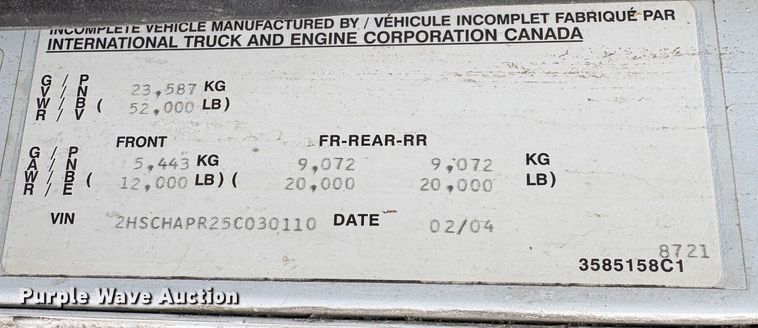 INCOMPLETE VEHICLE MANUFACTURED BY / VÉHICULE INCOMPLET FABRIQUÉ PAR
INTERNATIONAL TRUCK AND ENGINE CORPORATION CANADA
G / P
V / N
W / B
R / V
23,587 KG
( 52,000 LB)
FRONT FR-REAR-RR
G / P
A / N
W / B
R / E
5,443 KG 9,072 9,072 KG
( 12,000 LB) ( 20,000 20,000 LB)
VIN 2HSCHAPR25C030110 DATE 02/04
8721
3585158C1
Purple Wave Auction